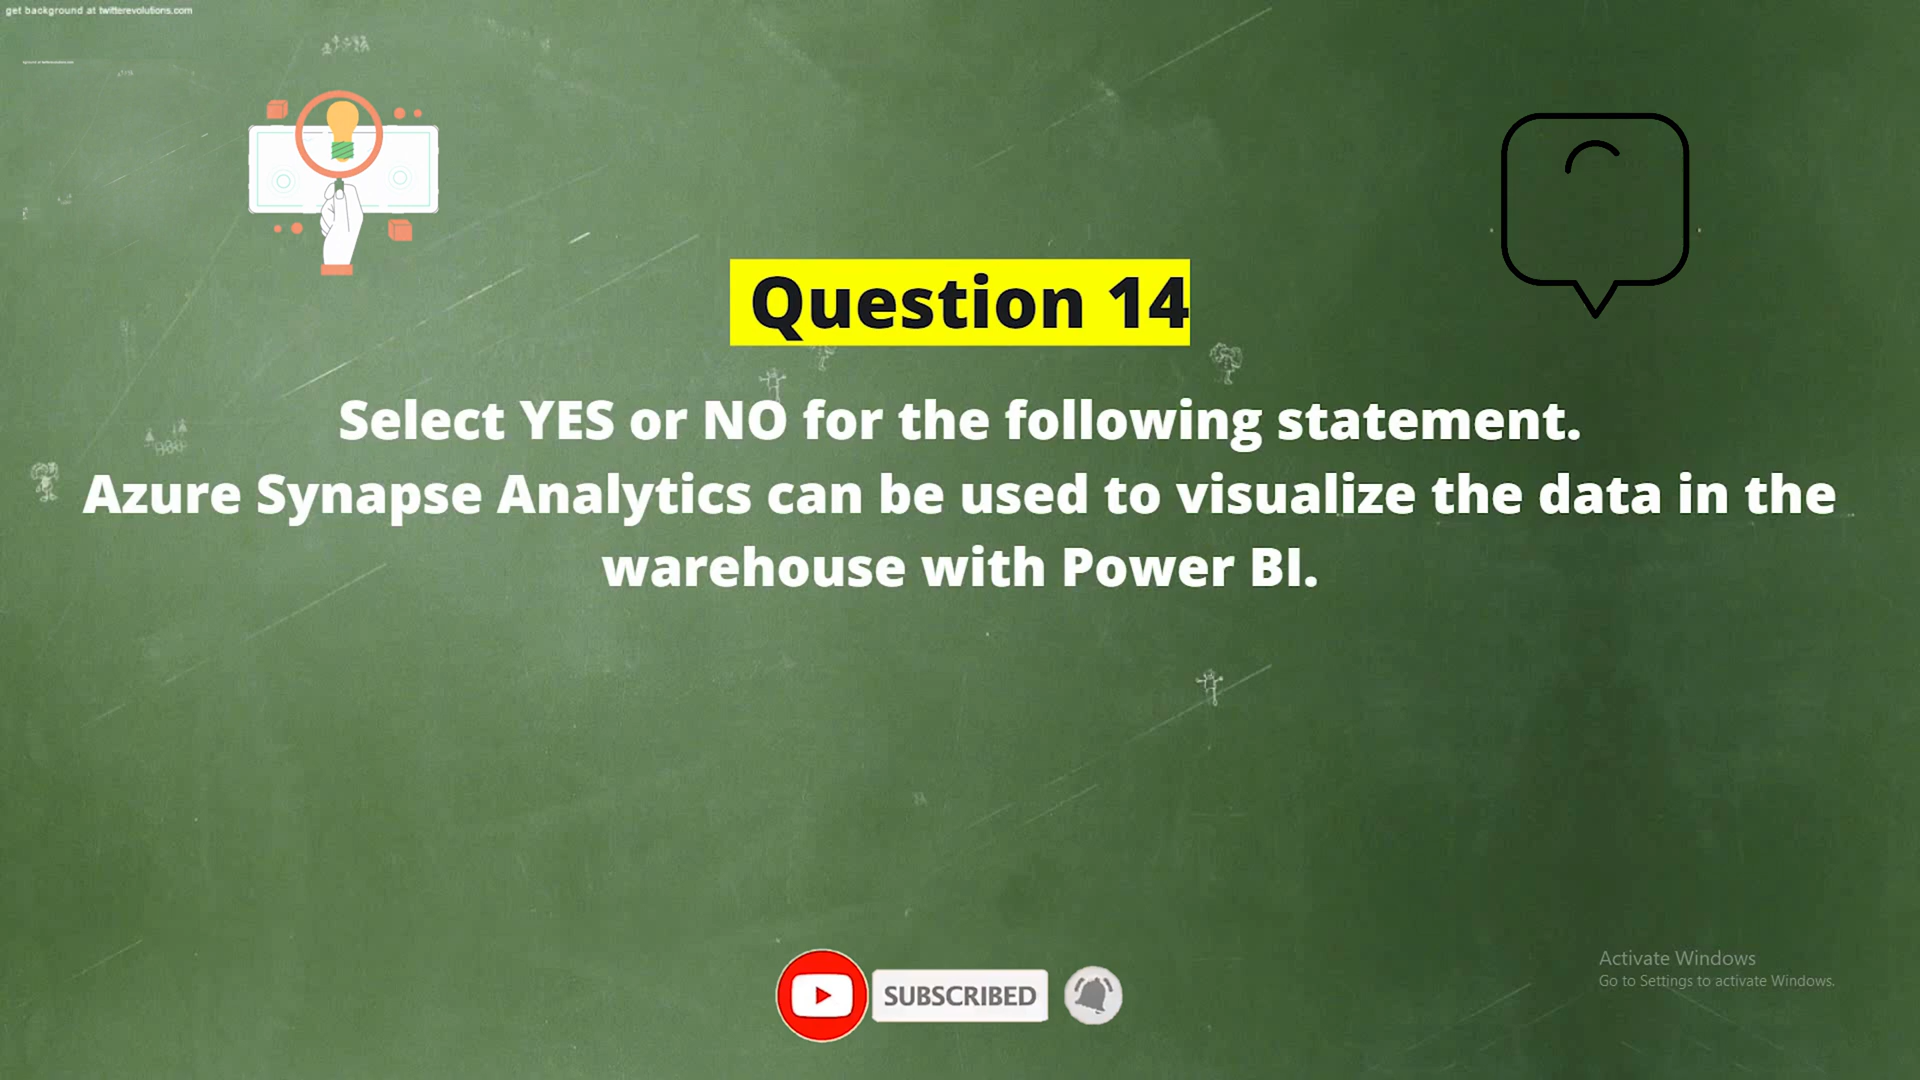 get background at twitterevolutions.com
Question 14
Select YES or NO for the following statement.
Azure Synapse Analytics can be used to visualize the data in the
warehouse with Power BI.
SUBSCRIBED
Activate Windows
Go to Settings to activate Windows.